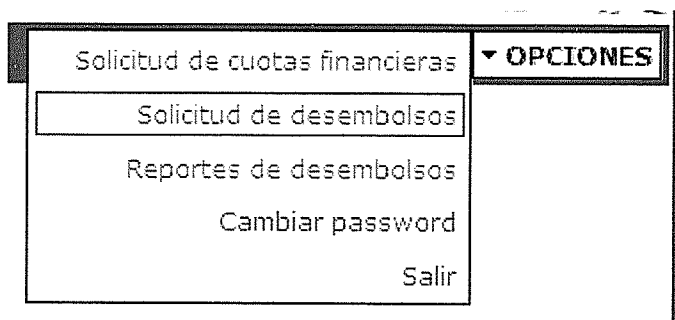 Solicitud de cuotas financieras
▼ OPCIONES
Solicitud de desembolsos
Reportes de desembolsos
Cambiar password
Salir